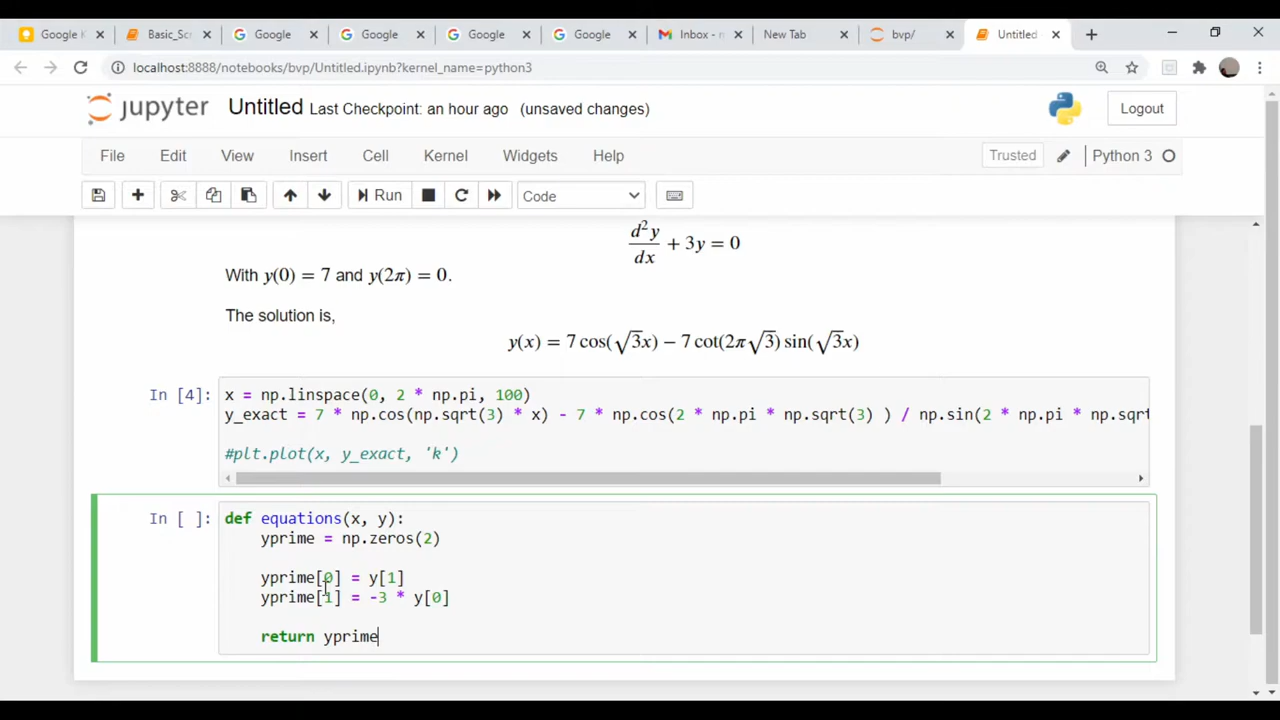 Google K
Basic_Scr
Google
Google
Google
Google
Inbox - n
New Tab
bvp/
Untitled
localhost:8888/notebooks/bvp/Untitled.ipynb?kernel_name=python3
jupyter Untitled Last Checkpoint: an hour ago (unsaved changes)
Logout
File Edit View Insert Cell Kernel Widgets Help
Trusted
Python 3
Run
Code
d²y/dx + 3y = 0
With y(0) = 7 and y(2π) = 0.
The solution is,
y(x) = 7 cos(√3x) − 7 cot(2π√3) sin(√3x)
In [4]: x = np.linspace(0, 2 * np.pi, 100)
y_exact = 7 * np.cos(np.sqrt(3) * x) - 7 * np.cos(2 * np.pi * np.sqrt(3) ) / np.sin(2 * np.pi * np.sqrt
#plt.plot(x, y_exact, 'k')
In [ ]: def equations(x, y):
yprime = np.zeros(2)
yprime[0] = y[1]
yprime[1] = -3 * y[0]
return yprime